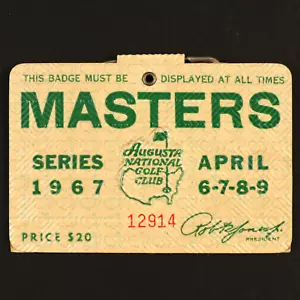 THIS BADGE MUST BE DISPLAYED AT ALL TIMES
MASTERS
SERIES
1967
AUGUSTA
NATIONAL
GOLF
CLUB
APRIL
6-7-8-9
12914
PRICE $20
PRESIDENT